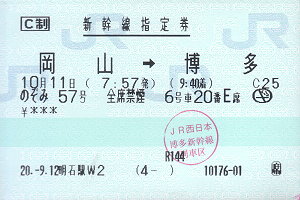 C制 新幹線指定券
岡山 → 博多
10月11日 ( 7:57発) (9:40着) C25
のぞみ 57号 全席禁煙 6号車20番E席
¥***
JR西日本
博多新幹線
列車区
R144
20.-9.12明石駅W2 (4- ) 10176-01